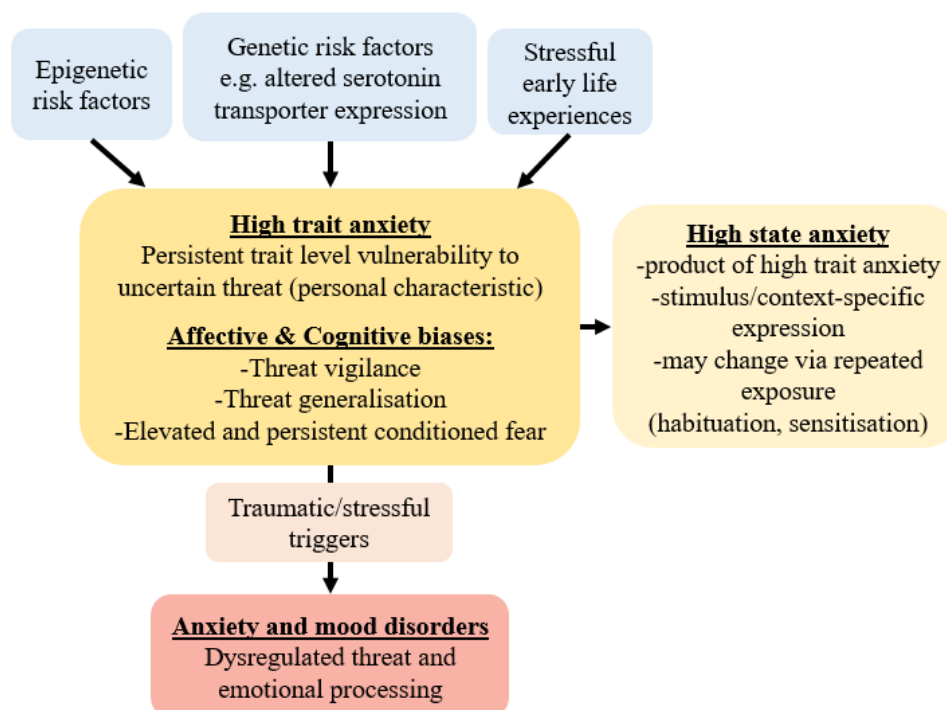 Epigenetic
risk factors
Genetic risk factors
e.g. altered serotonin
transporter expression
Stressful
early life
experiences
High trait anxiety
Persistent trait level vulnerability to
uncertain threat (personal characteristic)
Affective & Cognitive biases:
-Threat vigilance
-Threat generalisation
-Elevated and persistent conditioned fear
High state anxiety
-product of high trait anxiety
-stimulus/context-specific
expression
-may change via repeated
exposure
(habituation, sensitisation)
Traumatic/stressful
triggers
Anxiety and mood disorders
Dysregulated threat and
emotional processing